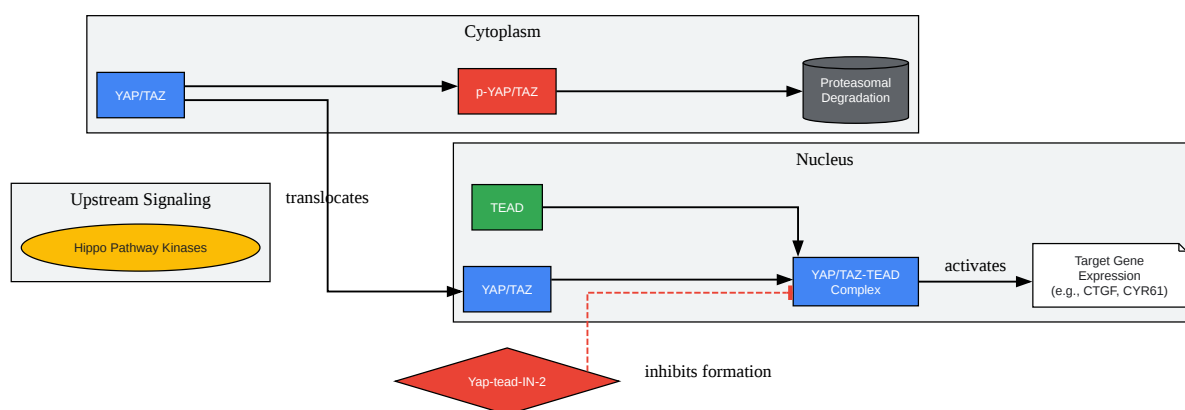 Cytoplasm
YAP/TAZ
p-YAP/TAZ
Proteasomal
Degradation
Nucleus
Upstream Signaling
Hippo Pathway Kinases
translocates
TEAD
YAP/TAZ
YAP/TAZ-TEAD
Complex
activates
Target Gene
Expression
(e.g., CTGF, CYR61)
Yap-tead-IN-2
inhibits formation